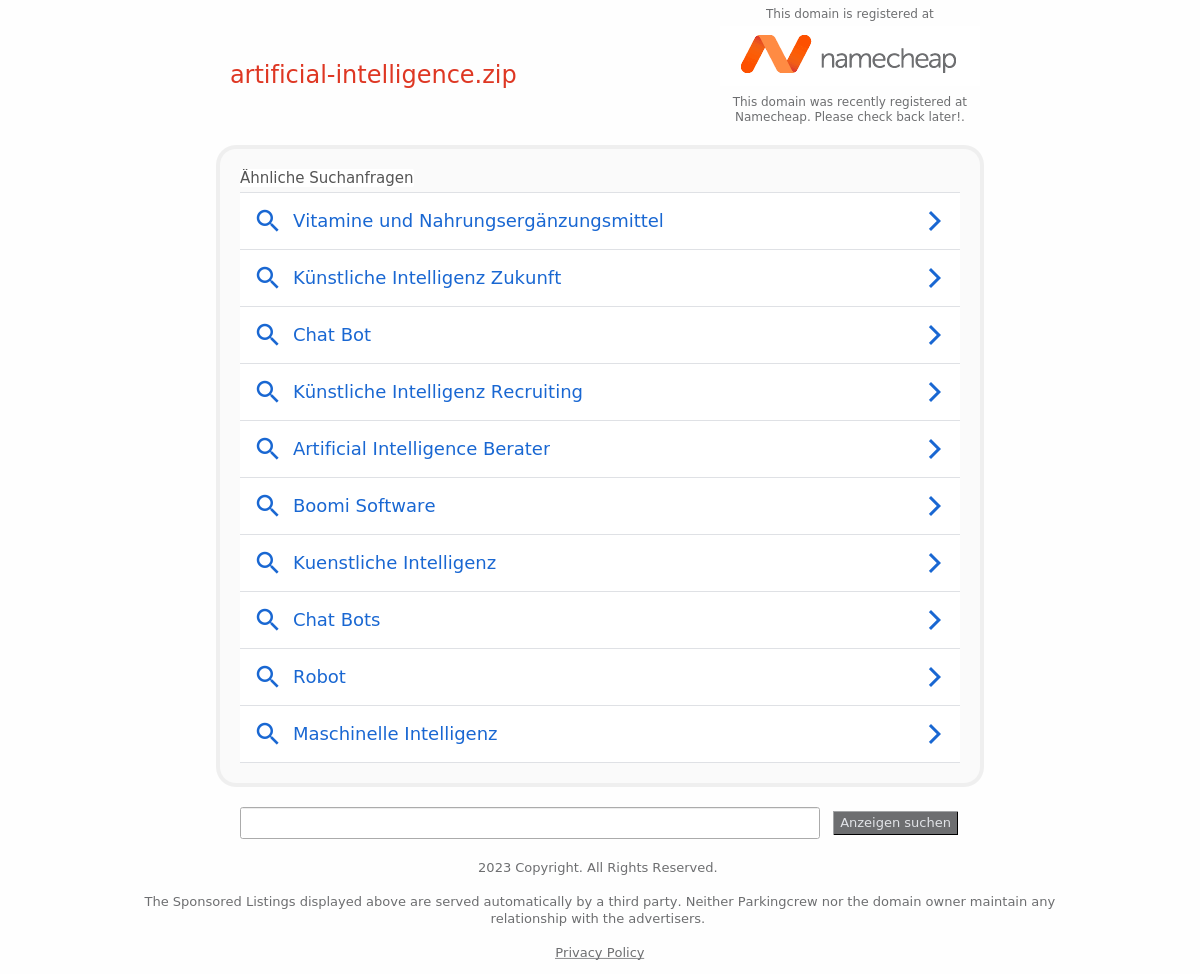 This domain is registered at
namecheap
artificial-intelligence.zip
This domain was recently registered at
Namecheap. Please check back later!.
Ähnliche Suchanfragen
Vitamine und Nahrungsergänzungsmittel
Künstliche Intelligenz Zukunft
Chat Bot
Künstliche Intelligenz Recruiting
Artificial Intelligence Berater
Boomi Software
Kuenstliche Intelligenz
Chat Bots
Robot
Maschinelle Intelligenz
Anzeigen suchen
2023 Copyright. All Rights Reserved.
The Sponsored Listings displayed above are served automatically by a third party. Neither Parkingcrew nor the domain owner maintain any
relationship with the advertisers.
Privacy Policy